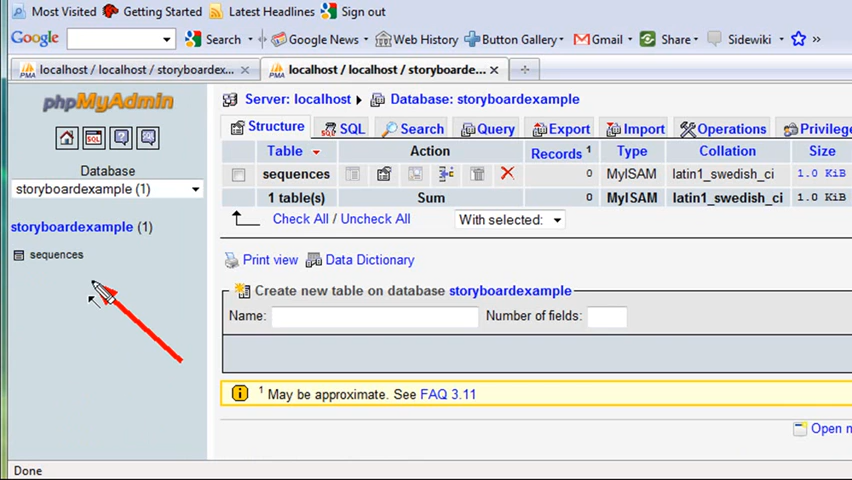 Most Visited Getting Started Latest Headlines Sign out
Google Search Google News Web History Button Gallery Gmail Share Sidewiki »
localhost / localhost / storyboardex... localhost / localhost / storyboarde...
phpMyAdmin
PMA
PMA
SQL
Database
storyboardexample (1)
storyboardexample (1)
sequences
Server: localhost Database: storyboardexample
Structure SQL Search Query Export Import Operations Privileg
Table Action Records 1 Type Collation Size
sequences 0 MyISAM latin1_swedish_ci 1.0 KiB
1 table(s) Sum 0 MyISAM latin1_swedish_ci 1.0 KiB
Check All / Uncheck All With selected:
Print view Data Dictionary
Create new table on database storyboardexample
Name: Number of fields:
1 May be approximate. See FAQ 3.11
Open n
Done